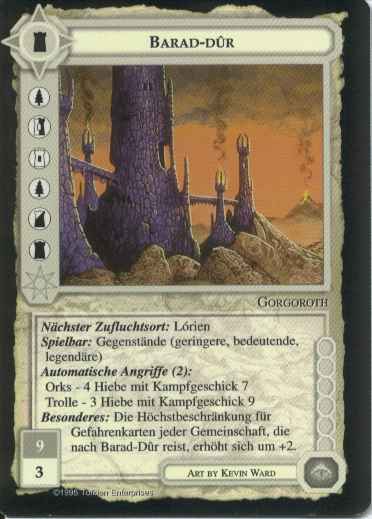 BARAD-DÛR
GORGOROTH
Nächster Zufluchtsort: Lórien
Spielbar: Gegenstände (geringere, bedeutende,
legendäre)
Automatische Angriffe (2):
Orks - 4 Hiebe mit Kampfgeschick 7
Trolle - 3 Hiebe mit Kampfgeschick 9
Besonderes: Die Höchstbeschränkung für
Gefahrenkarten jeder Gemeinschaft, die
nach Barad-Dûr reist, erhöht sich um +2.
9
3
ART BY KEVIN WARD
©1995 Tolkien Enterprises